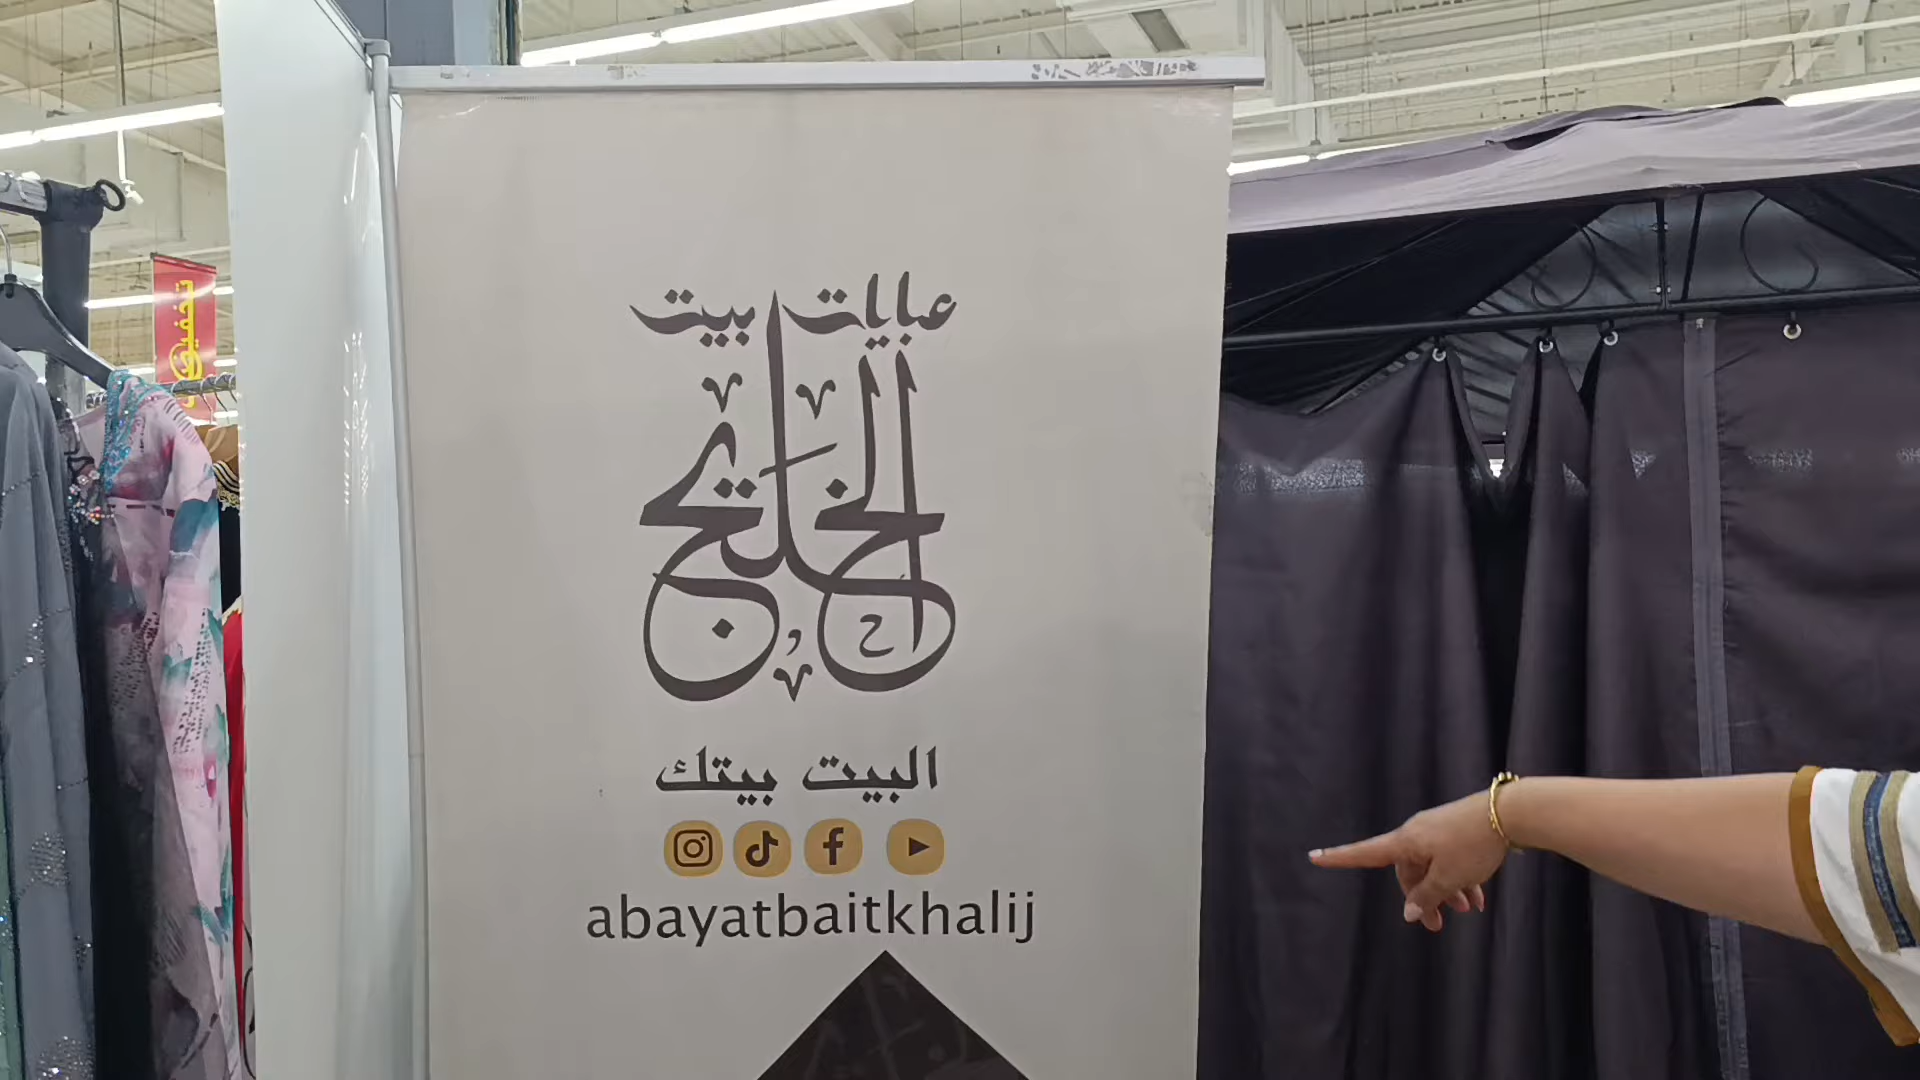 عبايات بيت
الخليج
البيت بيتك
abayatbaitkhalij